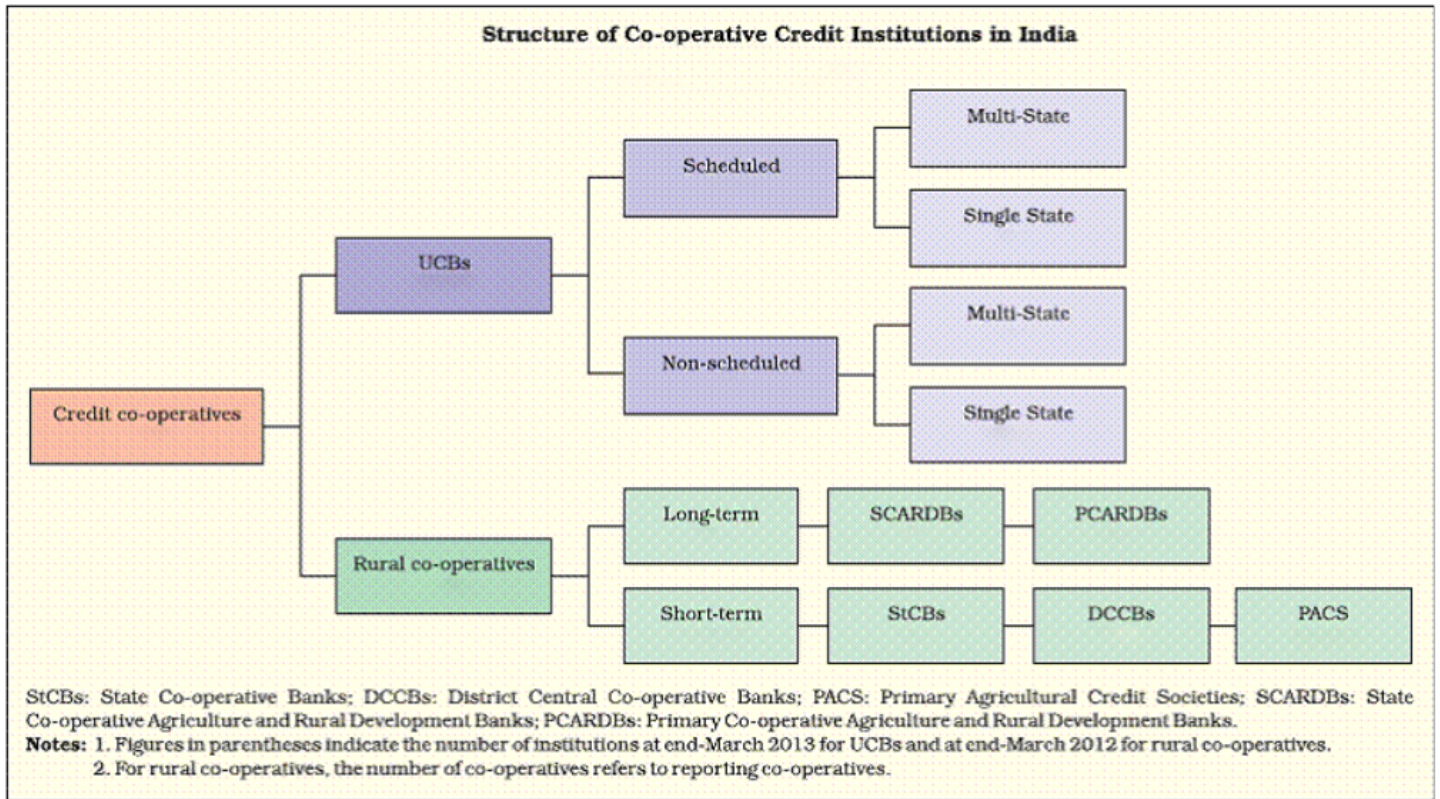 Structure of Co-operative Credit Institutions in India
Multi-State
Scheduled
Single State
UCBs
Multi-State
Non-scheduled
Single State
Credit co-operatives
Long-term SCARDBs PCARDBs
Rural co-operatives
Short-term StCBs DCCBs PACS
StCBs: State Co-operative Banks; DCCBs: District Central Co-operative Banks; PACS: Primary Agricultural Credit Societies; SCARDBs: State
Co-operative Agriculture and Rural Development Banks; PCARDBs: Primary Co-operative Agriculture and Rural Development Banks.
Notes: 1. Figures in parentheses indicate the number of institutions at end-March 2013 for UCBs and at end-March 2012 for rural co-operatives.
2. For rural co-operatives, the number of co-operatives refers to reporting co-operatives.